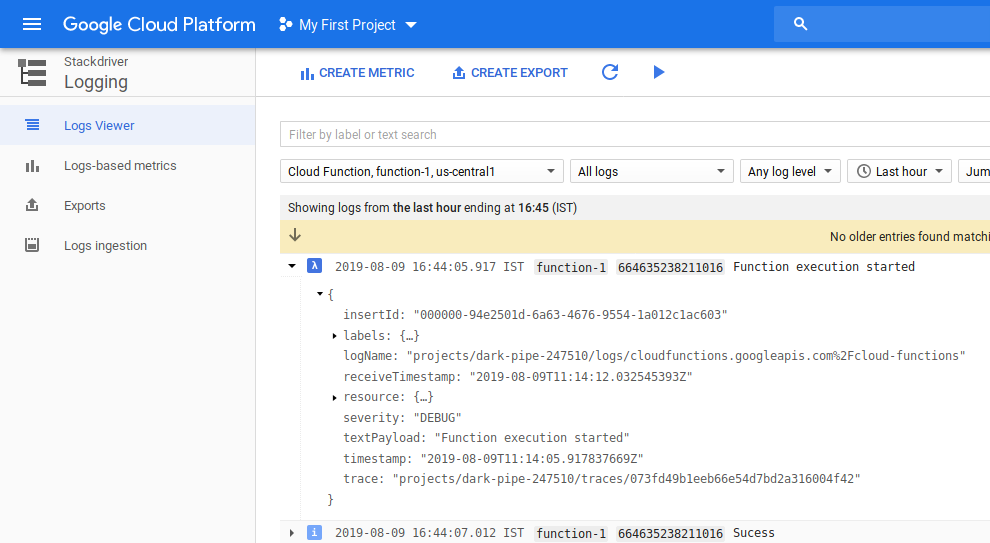 Google Cloud Platform My First Project
Stackdriver
Logging
CREATE METRIC CREATE EXPORT
Logs Viewer
Logs-based metrics
Exports
Logs ingestion
Filter by label or text search
Cloud Function, function-1, us-central1 All logs Any log level Last hour Jum
Showing logs from the last hour ending at 16:45 (IST)
No older entries found matchi
λ 2019-08-09 16:44:05.917 IST function-1 664635238211016 Function execution started
{
insertId: "000000-94e2501d-6a63-4676-9554-1a012c1ac603"
labels: {…}
logName: "projects/dark-pipe-247510/logs/cloudfunctions.googleapis.com%2Fcloud-functions"
receiveTimestamp: "2019-08-09T11:14:12.032545393Z"
resource: {…}
severity: "DEBUG"
textPayload: "Function execution started"
timestamp: "2019-08-09T11:14:05.917837669Z"
trace: "projects/dark-pipe-247510/traces/073fd49b1eeb66e54d7bd2a316004f42"
}
i 2019-08-09 16:44:07.012 IST function-1 664635238211016 Sucess